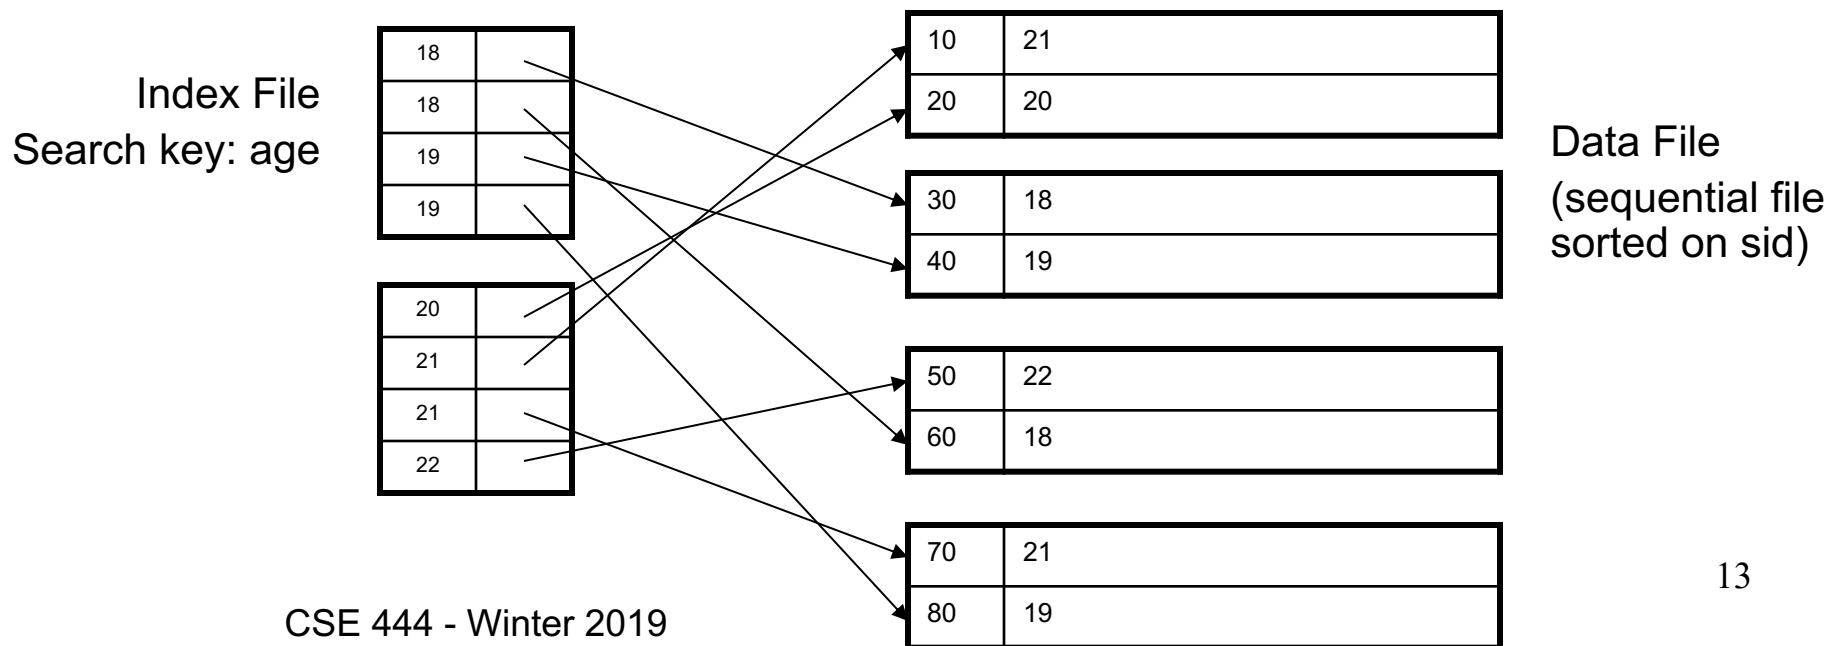 Index File
Search key: age
18
18
19
19
20
21
21
22
10 21
20 20
30 18
40 19
50 22
60 18
70 21
80 19
Data File
(sequential file
sorted on sid)
CSE 444 - Winter 2019
13